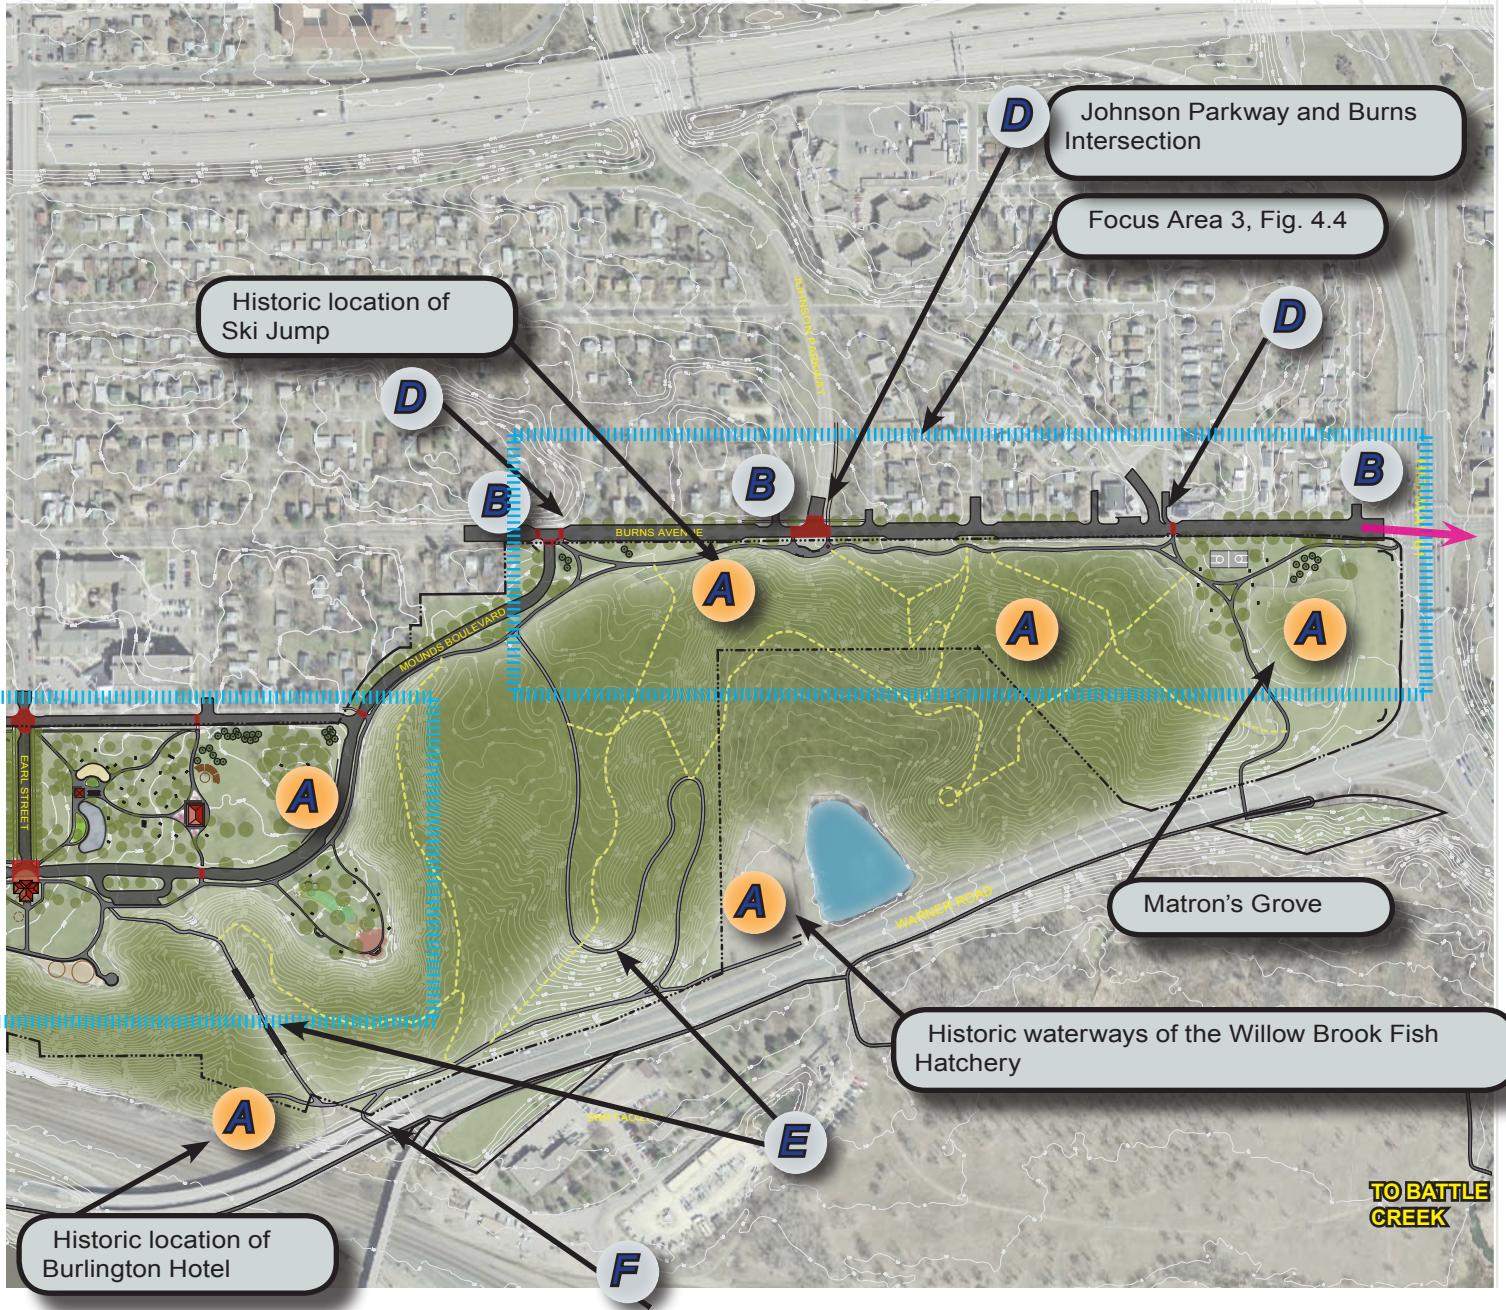 D
Johnson Parkway and Burns
Intersection
Focus Area 3, Fig. 4.4
Historic location of
Ski Jump
D
D
JOHNSON PARKWAY
B
B
B
BURNS AVENUE
A
A
A
MOUNDS BOULEVARD
EARL STREET
A
A
WARNER ROAD
Matron's Grove
Historic waterways of the Willow Brook Fish
Hatchery
A
E
TO BATTLE
CREEK
Historic location of
Burlington Hotel
F